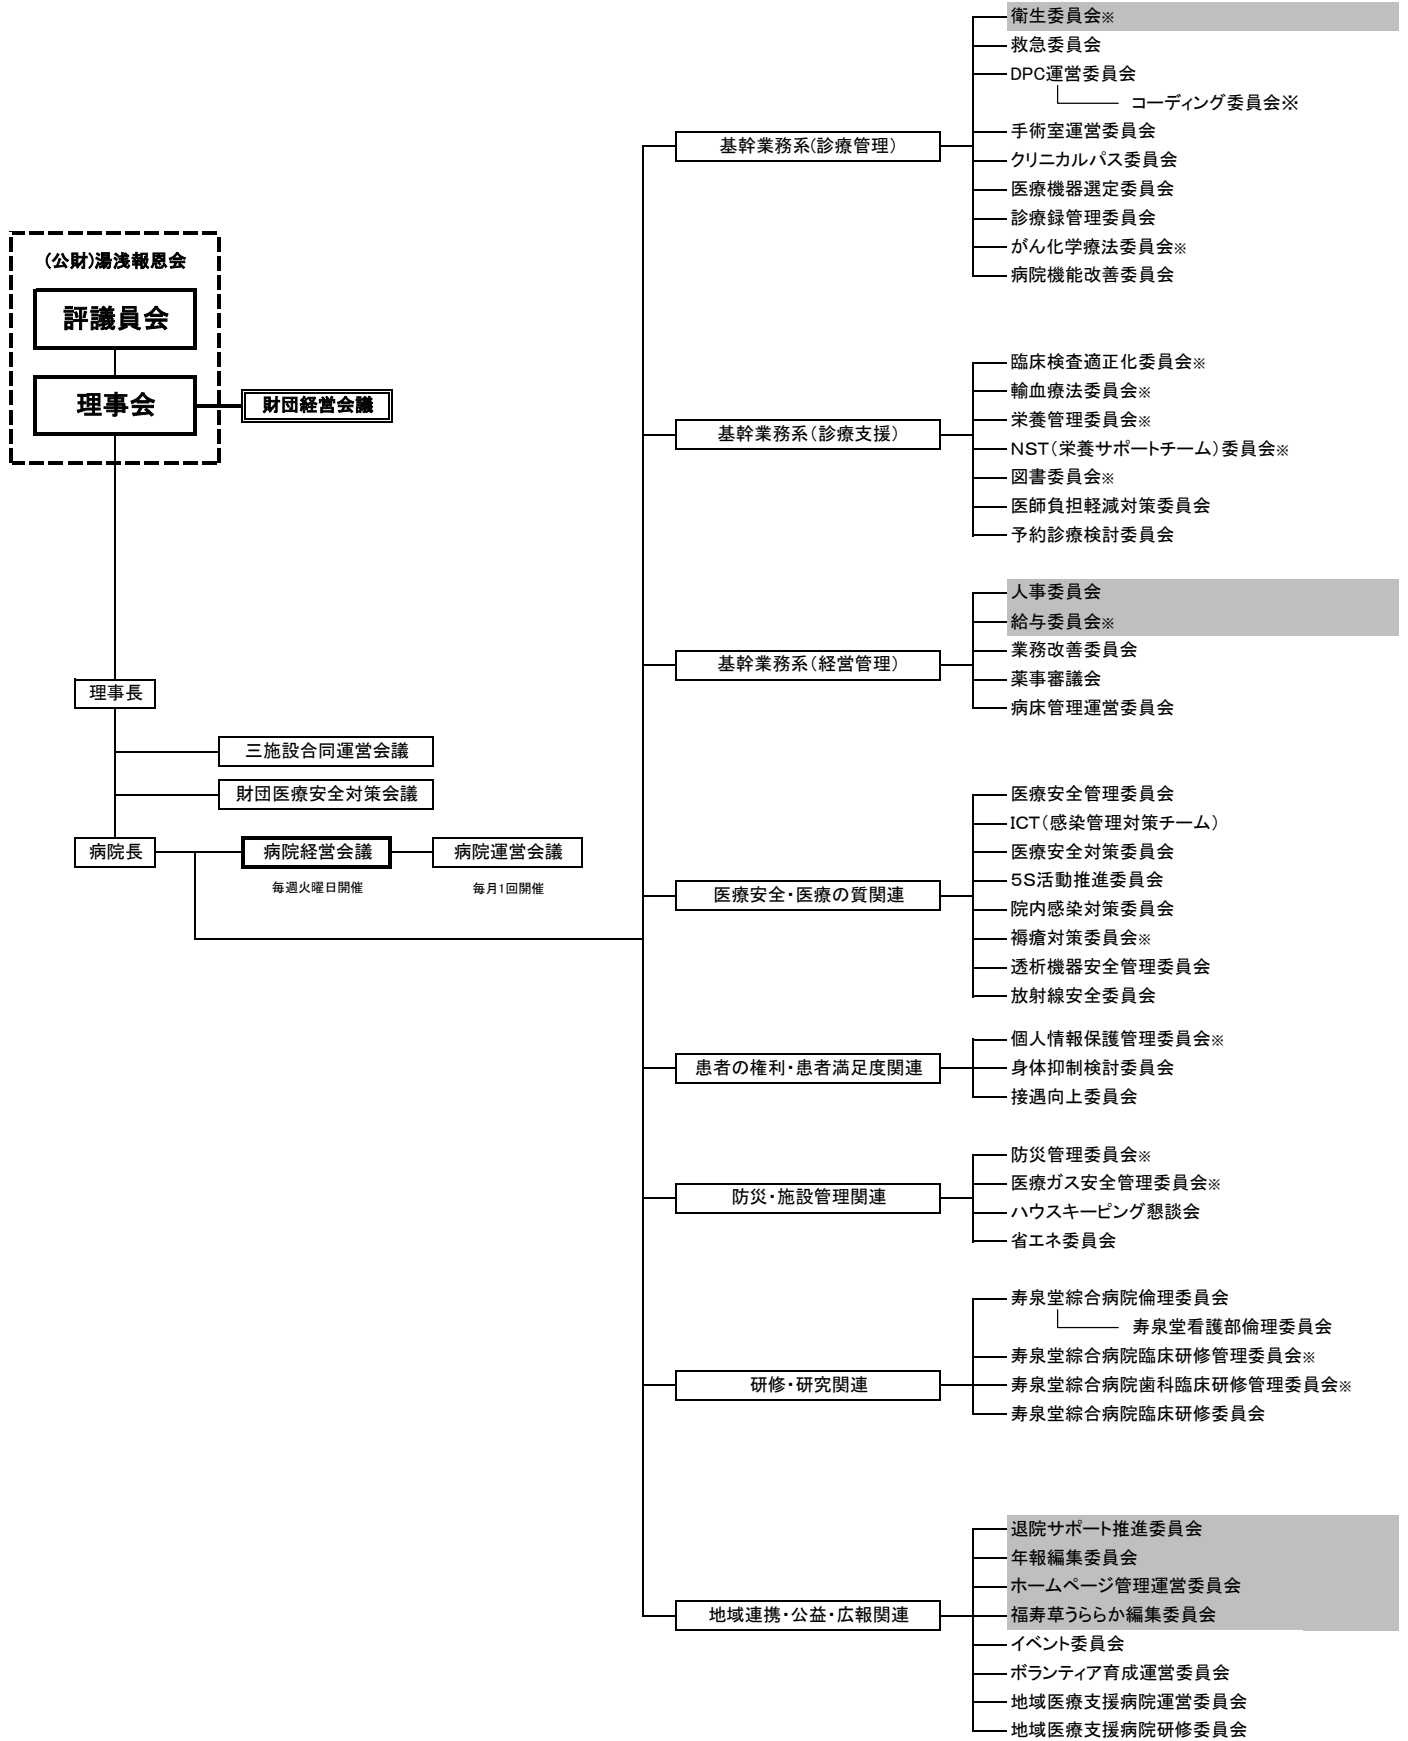 (公財)湯浅報恩会
評議員会
理事会
財団経営会議
理事長
三施設合同運営会議
財団医療安全対策会議
病院長
病院経営会議
病院運営会議
毎週火曜日開催
毎月1回開催
基幹業務系(診療管理)
衛生委員会※
救急委員会
DPC運営委員会
コーディング委員会※
手術室運営委員会
クリニカルパス委員会
医療機器選定委員会
診療録管理委員会
がん化学療法委員会※
病院機能改善委員会
基幹業務系(診療支援)
臨床検査適正化委員会※
輸血療法委員会※
栄養管理委員会※
NST(栄養サポートチーム)委員会※
図書委員会※
医師負担軽減対策委員会
予約診療検討委員会
基幹業務系(経営管理)
人事委員会
給与委員会※
業務改善委員会
薬事審議会
病床管理運営委員会
医療安全・医療の質関連
医療安全管理委員会
ICT(感染管理対策チーム)
医療安全対策委員会
5S活動推進委員会
院内感染対策委員会
褥瘡対策委員会※
透析機器安全管理委員会
放射線安全委員会
患者の権利・患者満足度関連
個人情報保護管理委員会※
身体抑制検討委員会
接遇向上委員会
防災・施設管理関連
防災管理委員会※
医療ガス安全管理委員会※
ハウスキーピング懇談会
省エネ委員会
研修・研究関連
寿泉堂綜合病院倫理委員会
寿泉堂看護部倫理委員会
寿泉堂綜合病院臨床研修管理委員会※
寿泉堂綜合病院歯科臨床研修管理委員会※
寿泉堂綜合病院臨床研修委員会
地域連携・公益・広報関連
退院サポート推進委員会
年報編集委員会
ホームページ管理運営委員会
福寿草うららか編集委員会
イベント委員会
ボランティア育成運営委員会
地域医療支援病院運営委員会
地域医療支援病院研修委員会